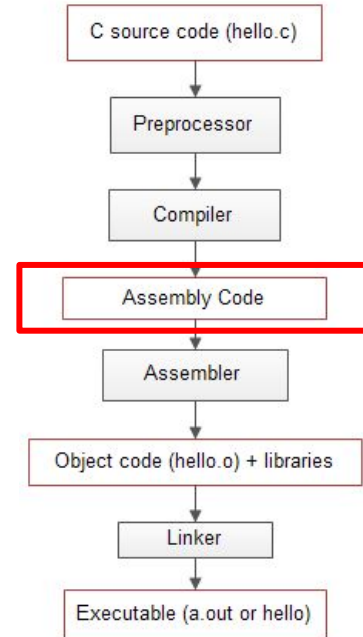 C source code (hello.c)
Preprocessor
Compiler
Assembly Code
Assembler
Object code (hello.o) + libraries
Linker
Executable (a.out or hello)